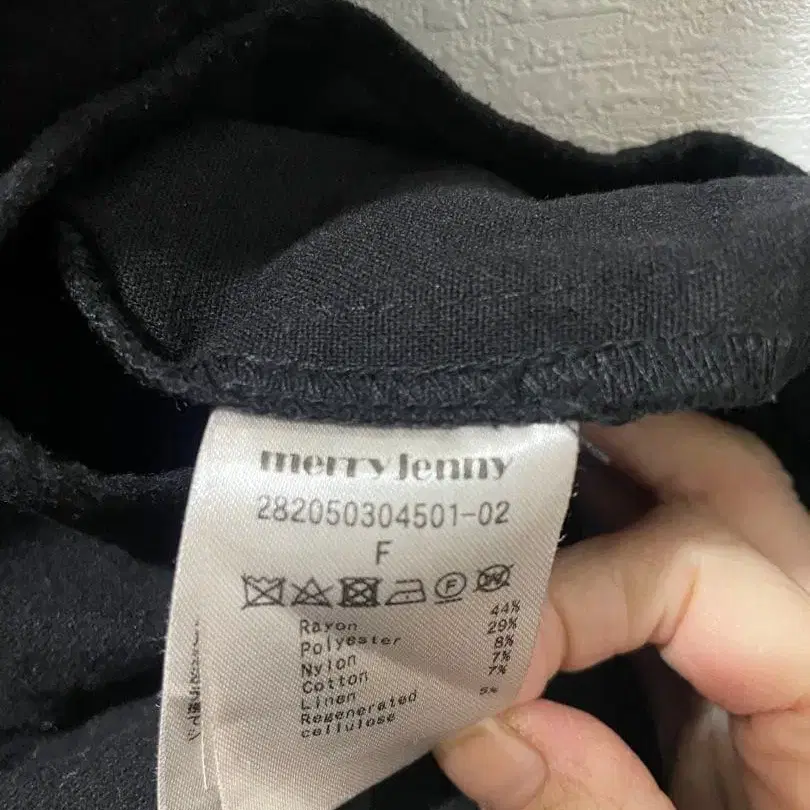 merry jenny
282050304501-02
F
Rayon 44%
Polyester 29%
Nylon 8%
Cotton 7%
Linen 7%
Regenerated cellulose 5%